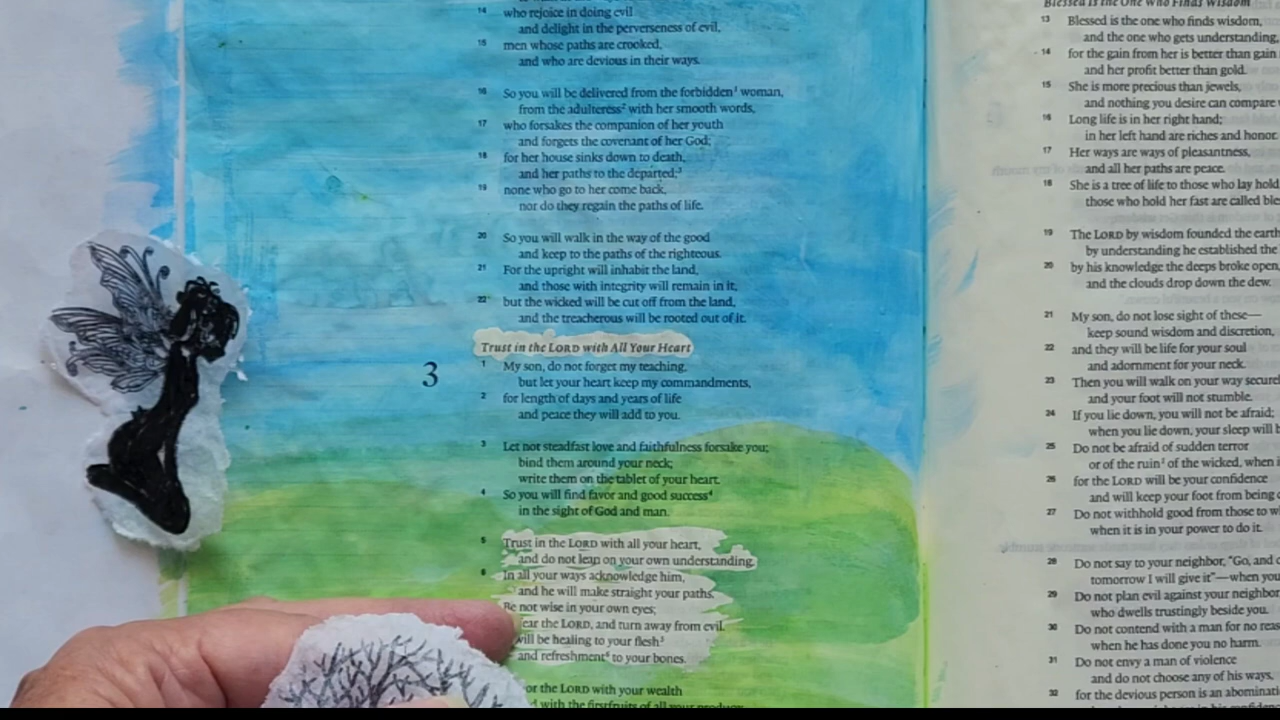 14 who rejoice in doing evil
and delight in the perverseness of evil,
15 men whose paths are crooked,
and who are devious in their ways.
16 So you will be delivered from the forbidden¹ woman,
from the adulteress² with her smooth words,
17 who forsakes the companion of her youth
and forgets the covenant of her God;
18 for her house sinks down to death,
and her paths to the departed;³
19 none who go to her come back,
nor do they regain the paths of life.
20 So you will walk in the way of the good
and keep to the paths of the righteous.
21 For the upright will inhabit the land,
and those with integrity will remain in it,
22 but the wicked will be cut off from the land,
and the treacherous will be rooted out of it.
Trust in the LORD with All Your Heart
3 1 My son, do not forget my teaching,
but let your heart keep my commandments,
2 for length of days and years of life
and peace they will add to you.
3 Let not steadfast love and faithfulness forsake you;
bind them around your neck;
write them on the tablet of your heart.
4 So you will find favor and good success⁴
in the sight of God and man.
5 Trust in the LORD with all your heart,
and do not lean on your own understanding.
6 In all your ways acknowledge him,
and he will make straight your paths.
Be not wise in your own eyes;
ear the LORD, and turn away from evil.
will be healing to your flesh⁵
and refreshment⁶ to your bones.
or the LORD with your wealth
with the firstfruits of all your produce
Blessed Is the One Who Finds Wisdom
13 Blessed is the one who finds wisdom,
and the one who gets understanding,
14 for the gain from her is better than gain
and her profit better than gold.
15 She is more precious than jewels,
and nothing you desire can compare
16 Long life is in her right hand;
in her left hand are riches and honor.
17 Her ways are ways of pleasantness,
and all her paths are peace.
18 She is a tree of life to those who lay hold
those who hold her fast are called
19 The LORD by wisdom founded the earth
by understanding he established the
20 by his knowledge the deeps broke open,
and the clouds drop down the dew.
21 My son, do not lose sight of these—
keep sound wisdom and discretion,
22 and they will be life for your soul
and adornment for your neck.
23 Then you will walk on your way
and your foot will not stumble.
24 If you lie down, you will not be afraid;
when you lie down, your sleep will
25 Do not be afraid of sudden terror
or of the ruin² of the wicked, when
26 for the LORD will be your confidence
and will keep your foot from being
27 Do not withhold good from those to
when it is in your power to do it.
28 Do not say to your neighbor, "Go, and
tomorrow I will give it"—when
29 Do not plan evil against your neighbor
who dwells trustingly beside you.
30 Do not contend with a man for no
when he has done you no harm.
31 Do not envy a man of violence
and do not choose any of his ways,
32 for the devious person is an